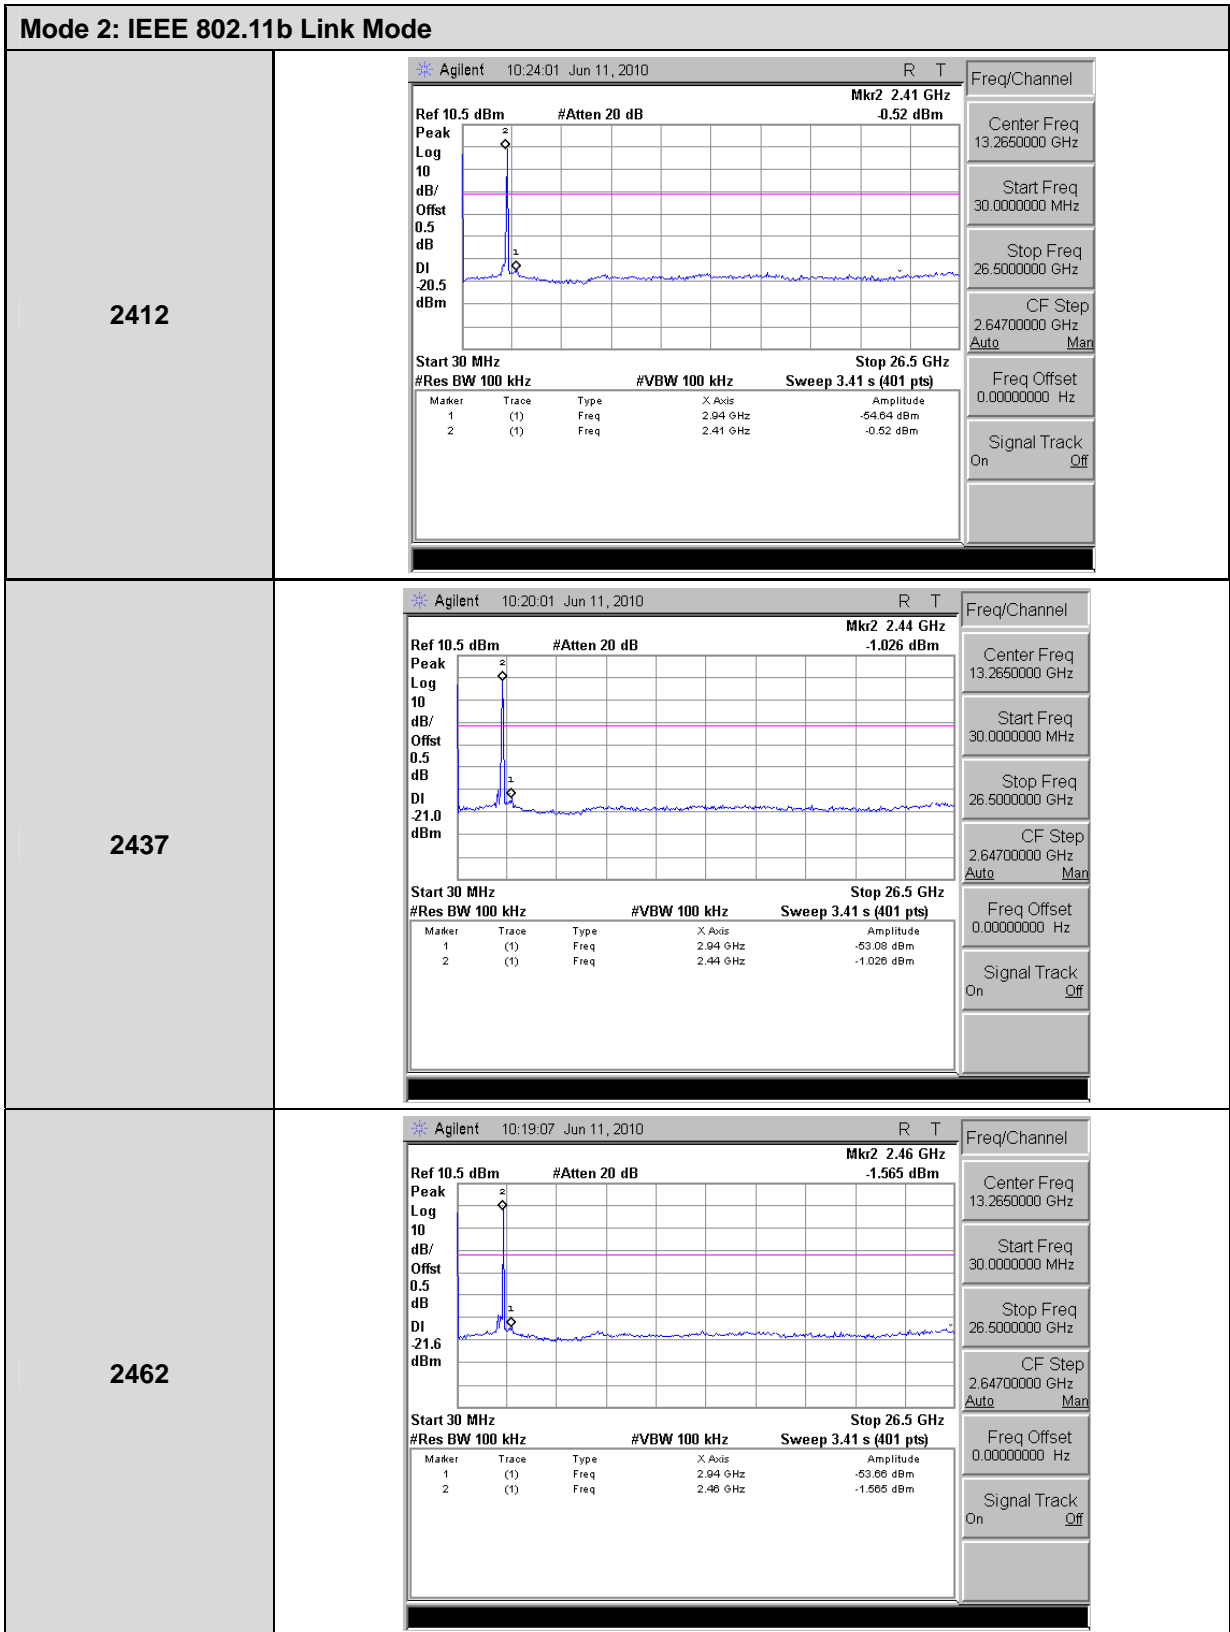 Mode 2: IEEE 802.11b Link Mode
2412
Agilent 10:24:01 Jun 11, 2010 R T
Freq/Channel
Mkr2 2.41 GHz
Ref 10.5 dBm #Atten 20 dB -0.52 dBm
Peak
Log
10
dB/
Offst
0.5
dB
DI
-20.5
dBm
2
1
Start 30 MHz Stop 26.5 GHz
#Res BW 100 kHz #VBW 100 kHz Sweep 3.41 s (401 pts)
Marker Trace Type X Axis Amplitude
1 (1) Freq 2.94 GHz -54.64 dBm
2 (1) Freq 2.41 GHz -0.52 dBm
Center Freq
13.2650000 GHz
Start Freq
30.0000000 MHz
Stop Freq
26.5000000 GHz
CF Step
2.64700000 GHz
Auto Man
Freq Offset
0.00000000 Hz
Signal Track
On Off
2437
Agilent 10:20:01 Jun 11, 2010 R T
Freq/Channel
Mkr2 2.44 GHz
Ref 10.5 dBm #Atten 20 dB -1.026 dBm
Peak
Log
10
dB/
Offst
0.5
dB
DI
-21.0
dBm
2
1
Start 30 MHz Stop 26.5 GHz
#Res BW 100 kHz #VBW 100 kHz Sweep 3.41 s (401 pts)
Marker Trace Type X Axis Amplitude
1 (1) Freq 2.94 GHz -53.08 dBm
2 (1) Freq 2.44 GHz -1.026 dBm
Center Freq
13.2650000 GHz
Start Freq
30.0000000 MHz
Stop Freq
26.5000000 GHz
CF Step
2.64700000 GHz
Auto Man
Freq Offset
0.00000000 Hz
Signal Track
On Off
2462
Agilent 10:19:07 Jun 11, 2010 R T
Freq/Channel
Mkr2 2.46 GHz
Ref 10.5 dBm #Atten 20 dB -1.565 dBm
Peak
Log
10
dB/
Offst
0.5
dB
DI
-21.6
dBm
2
1
Start 30 MHz Stop 26.5 GHz
#Res BW 100 kHz #VBW 100 kHz Sweep 3.41 s (401 pts)
Marker Trace Type X Axis Amplitude
1 (1) Freq 2.94 GHz -53.66 dBm
2 (1) Freq 2.46 GHz -1.565 dBm
Center Freq
13.2650000 GHz
Start Freq
30.0000000 MHz
Stop Freq
26.5000000 GHz
CF Step
2.64700000 GHz
Auto Man
Freq Offset
0.00000000 Hz
Signal Track
On Off